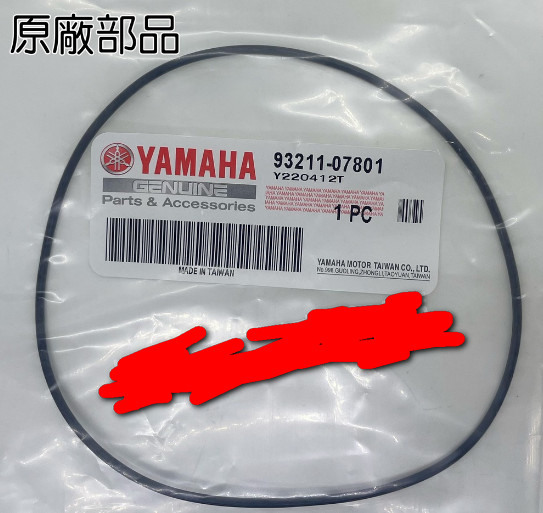 原廠部品
YAMAHA
GENUINE
Parts & Accessories
93211-07801
Y220412T
1 PC
MADE IN TAIWAN
YAMAHA MOTOR TAIWAN CO., LTD.